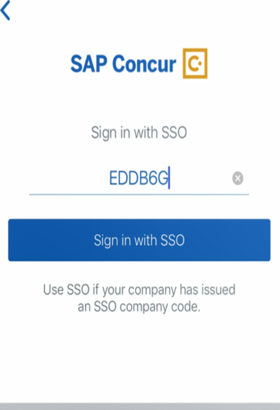 SAP Concur
Sign in with SSO
EDDB6G
Sign in with SSO
Use SSO if your company has issued
an SSO company code.